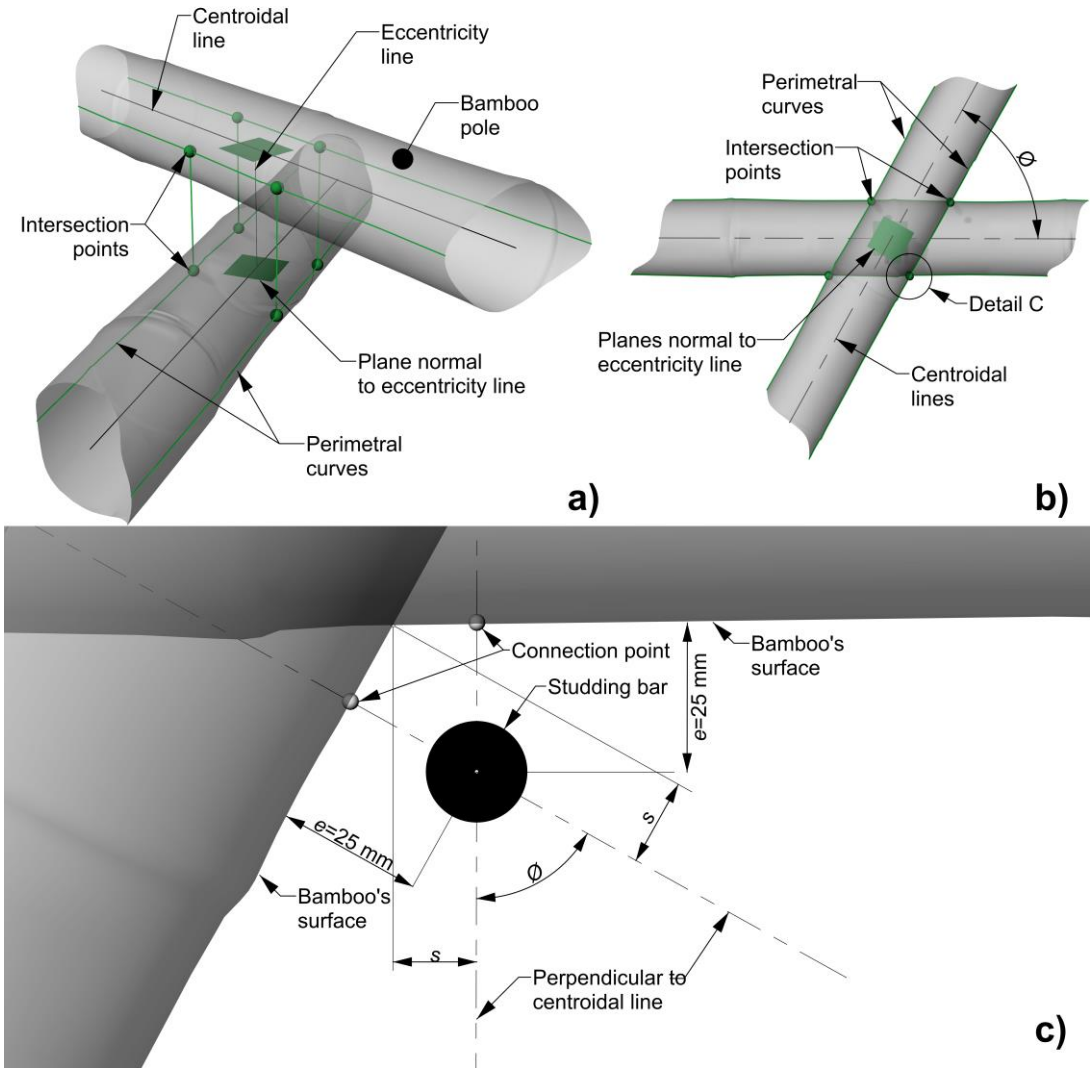 Centroidal
line
Eccentricity
line
Bamboo
pole
Intersection
points
Plane normal
to eccentricity line
Perimetral
curves
a)
Perimetral
curves
Intersection
points
Ø
Detail C
Planes normal to
eccentricity line
Centroidal
lines
b)
Connection point
Studding bar
Bamboo's
surface
e=25 mm
s
e=25 mm
Ø
Bamboo's
surface
s
Perpendicular to
centroidal line
c)